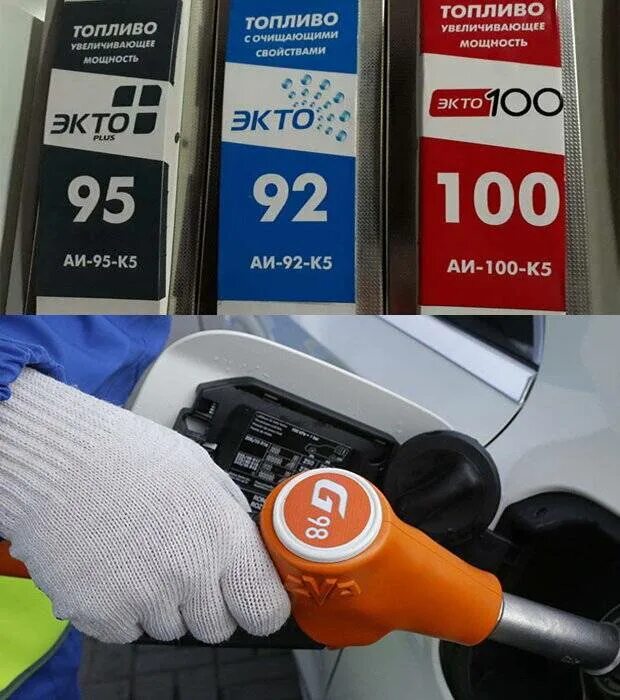 ТОПЛИВО
УВЕЛИЧИВАЮЩЕЕ
МОЩНОСТЬ
ЭКТО
PLUS
95
АИ-95-К5
ТОПЛИВО
С ОЧИЩАЮЩИМИ
СВОЙСТВАМИ
ЭКТО
92
АИ-92-К5
ТОПЛИВО
УВЕЛИЧИВАЮЩЕЕ
МОЩНОСТЬ
ЭКТО100
100
АИ-100-К5
G
98